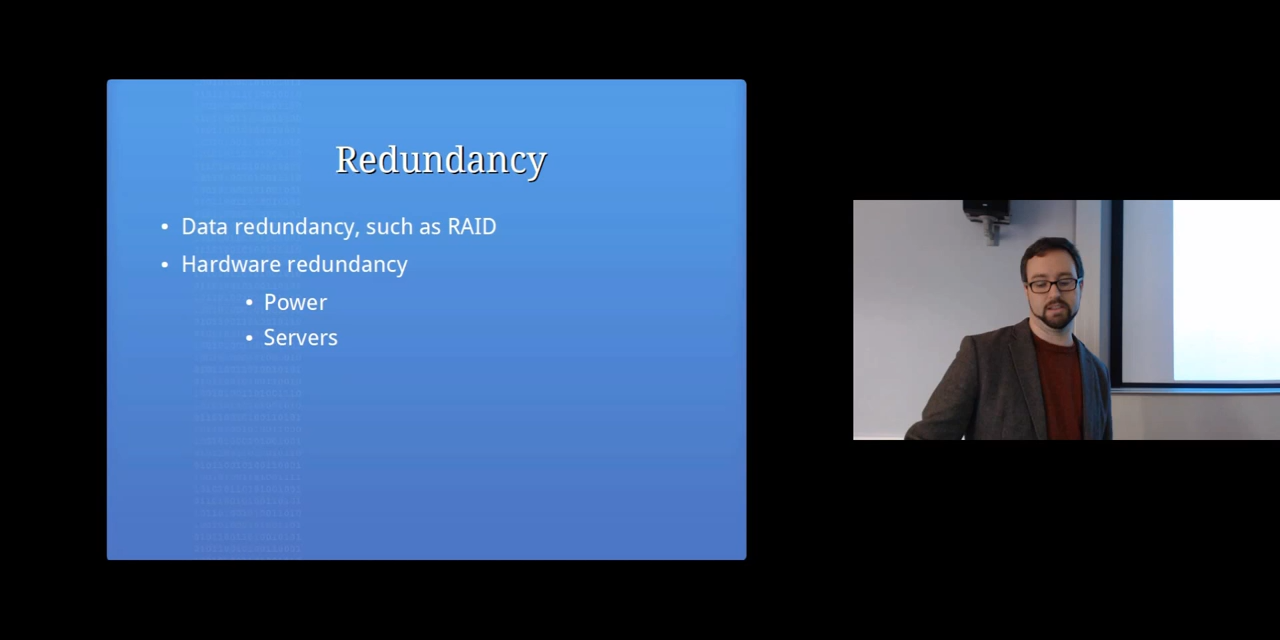 Redundancy
• Data redundancy, such as RAID
• Hardware redundancy
• Power
• Servers